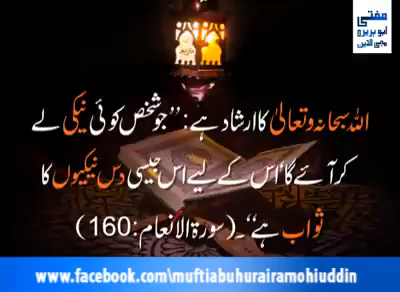 مفتی
ابو ہریرہ
محی الدین
اللہ سبحانہ وتعالیٰ کا ارشاد ہے: ”جو شخص کوئی نیکی لے
کر آئے گا‘ اس کے لیے اس جیسی دس نیکیوں کا
ثواب ہے“۔ (سورۃ الانعام: 160)
www.facebook.com/muftiabuhurairamohiuddin